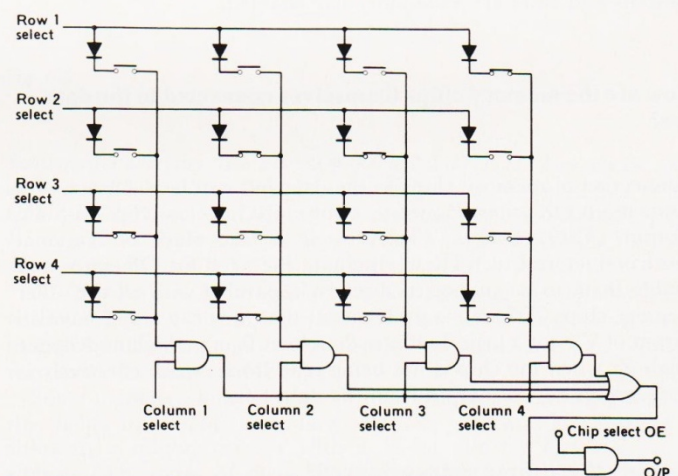 Row 1
select
Row 2
select
Row 3
select
Row 4
select
Column 1
select
Column 2
select
Column 3
select
Column 4
select
Chip select OE
O/P